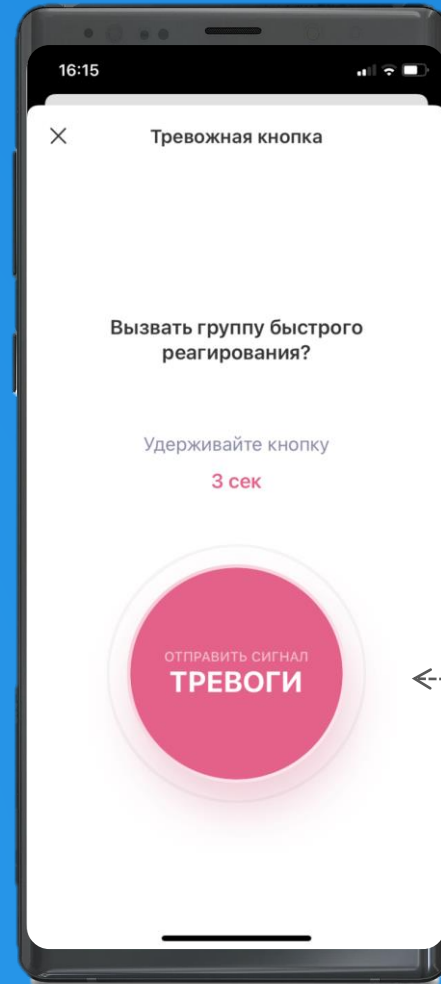 16:15
Тревожная кнопка
Вызвать группу быстрого
реагирования?
Удерживайте кнопку
3 сек
ОТПРАВИТЬ СИГНАЛ
ТРЕВОГИ